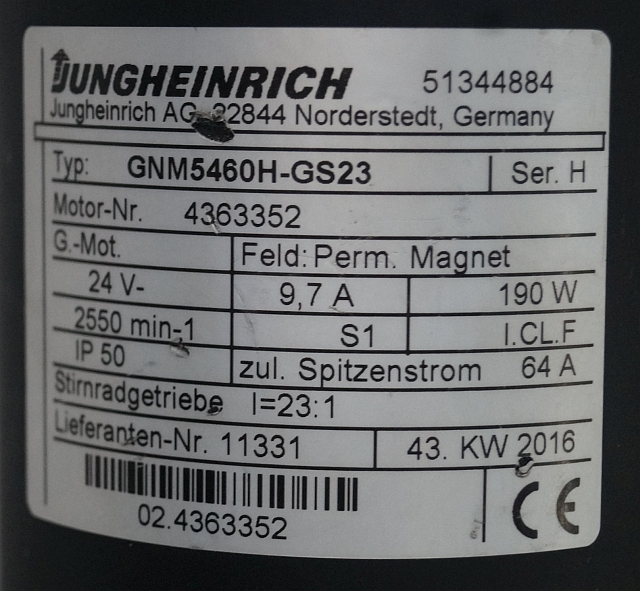 JUNGHEINRICH 51344884
Jungheinrich AG 22844 Norderstedt, Germany
Typ: GNM5460H-GS23 Ser. H
Motor-Nr. 4363352
G.-Mot. Feld: Perm. Magnet
24 V- 9,7 A 190 W
2550 min-1 S1 I.CL.F
IP 50 zul. Spitzenstrom 64 A
Stirnradgetriebe I=23:1
Lieferanten-Nr. 11331 43. KW 2016
02.4363352 CE